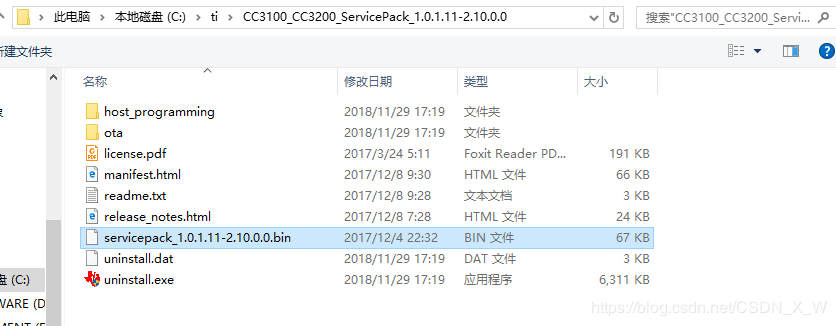 此电脑 > 本地磁盘 (C:) > ti > CC3100_CC3200_ServicePack_1.0.1.11-2.10.0.0
搜索"CC3100_CC3200_Servi...
新建文件夹
名称 修改日期 类型 大小
host_programming 2018/11/29 17:19 文件夹
ota 2018/11/29 17:19 文件夹
license.pdf 2017/3/24 5:11 Foxit Reader PD... 191 KB
manifest.html 2017/12/8 9:30 HTML 文件 66 KB
readme.txt 2017/12/8 9:28 文本文档 3 KB
release_notes.html 2017/12/8 7:28 HTML 文件 24 KB
servicepack_1.0.1.11-2.10.0.0.bin 2017/12/4 22:32 BIN 文件 67 KB
uninstall.dat 2018/11/29 17:19 DAT 文件 3 KB
盘 (C:)
uninstall.exe 2018/11/29 17:19 应用程序 6,311 KB
WARE (D:)
MENT (E:)
https://blog.csdn.net/CSDN_X_W